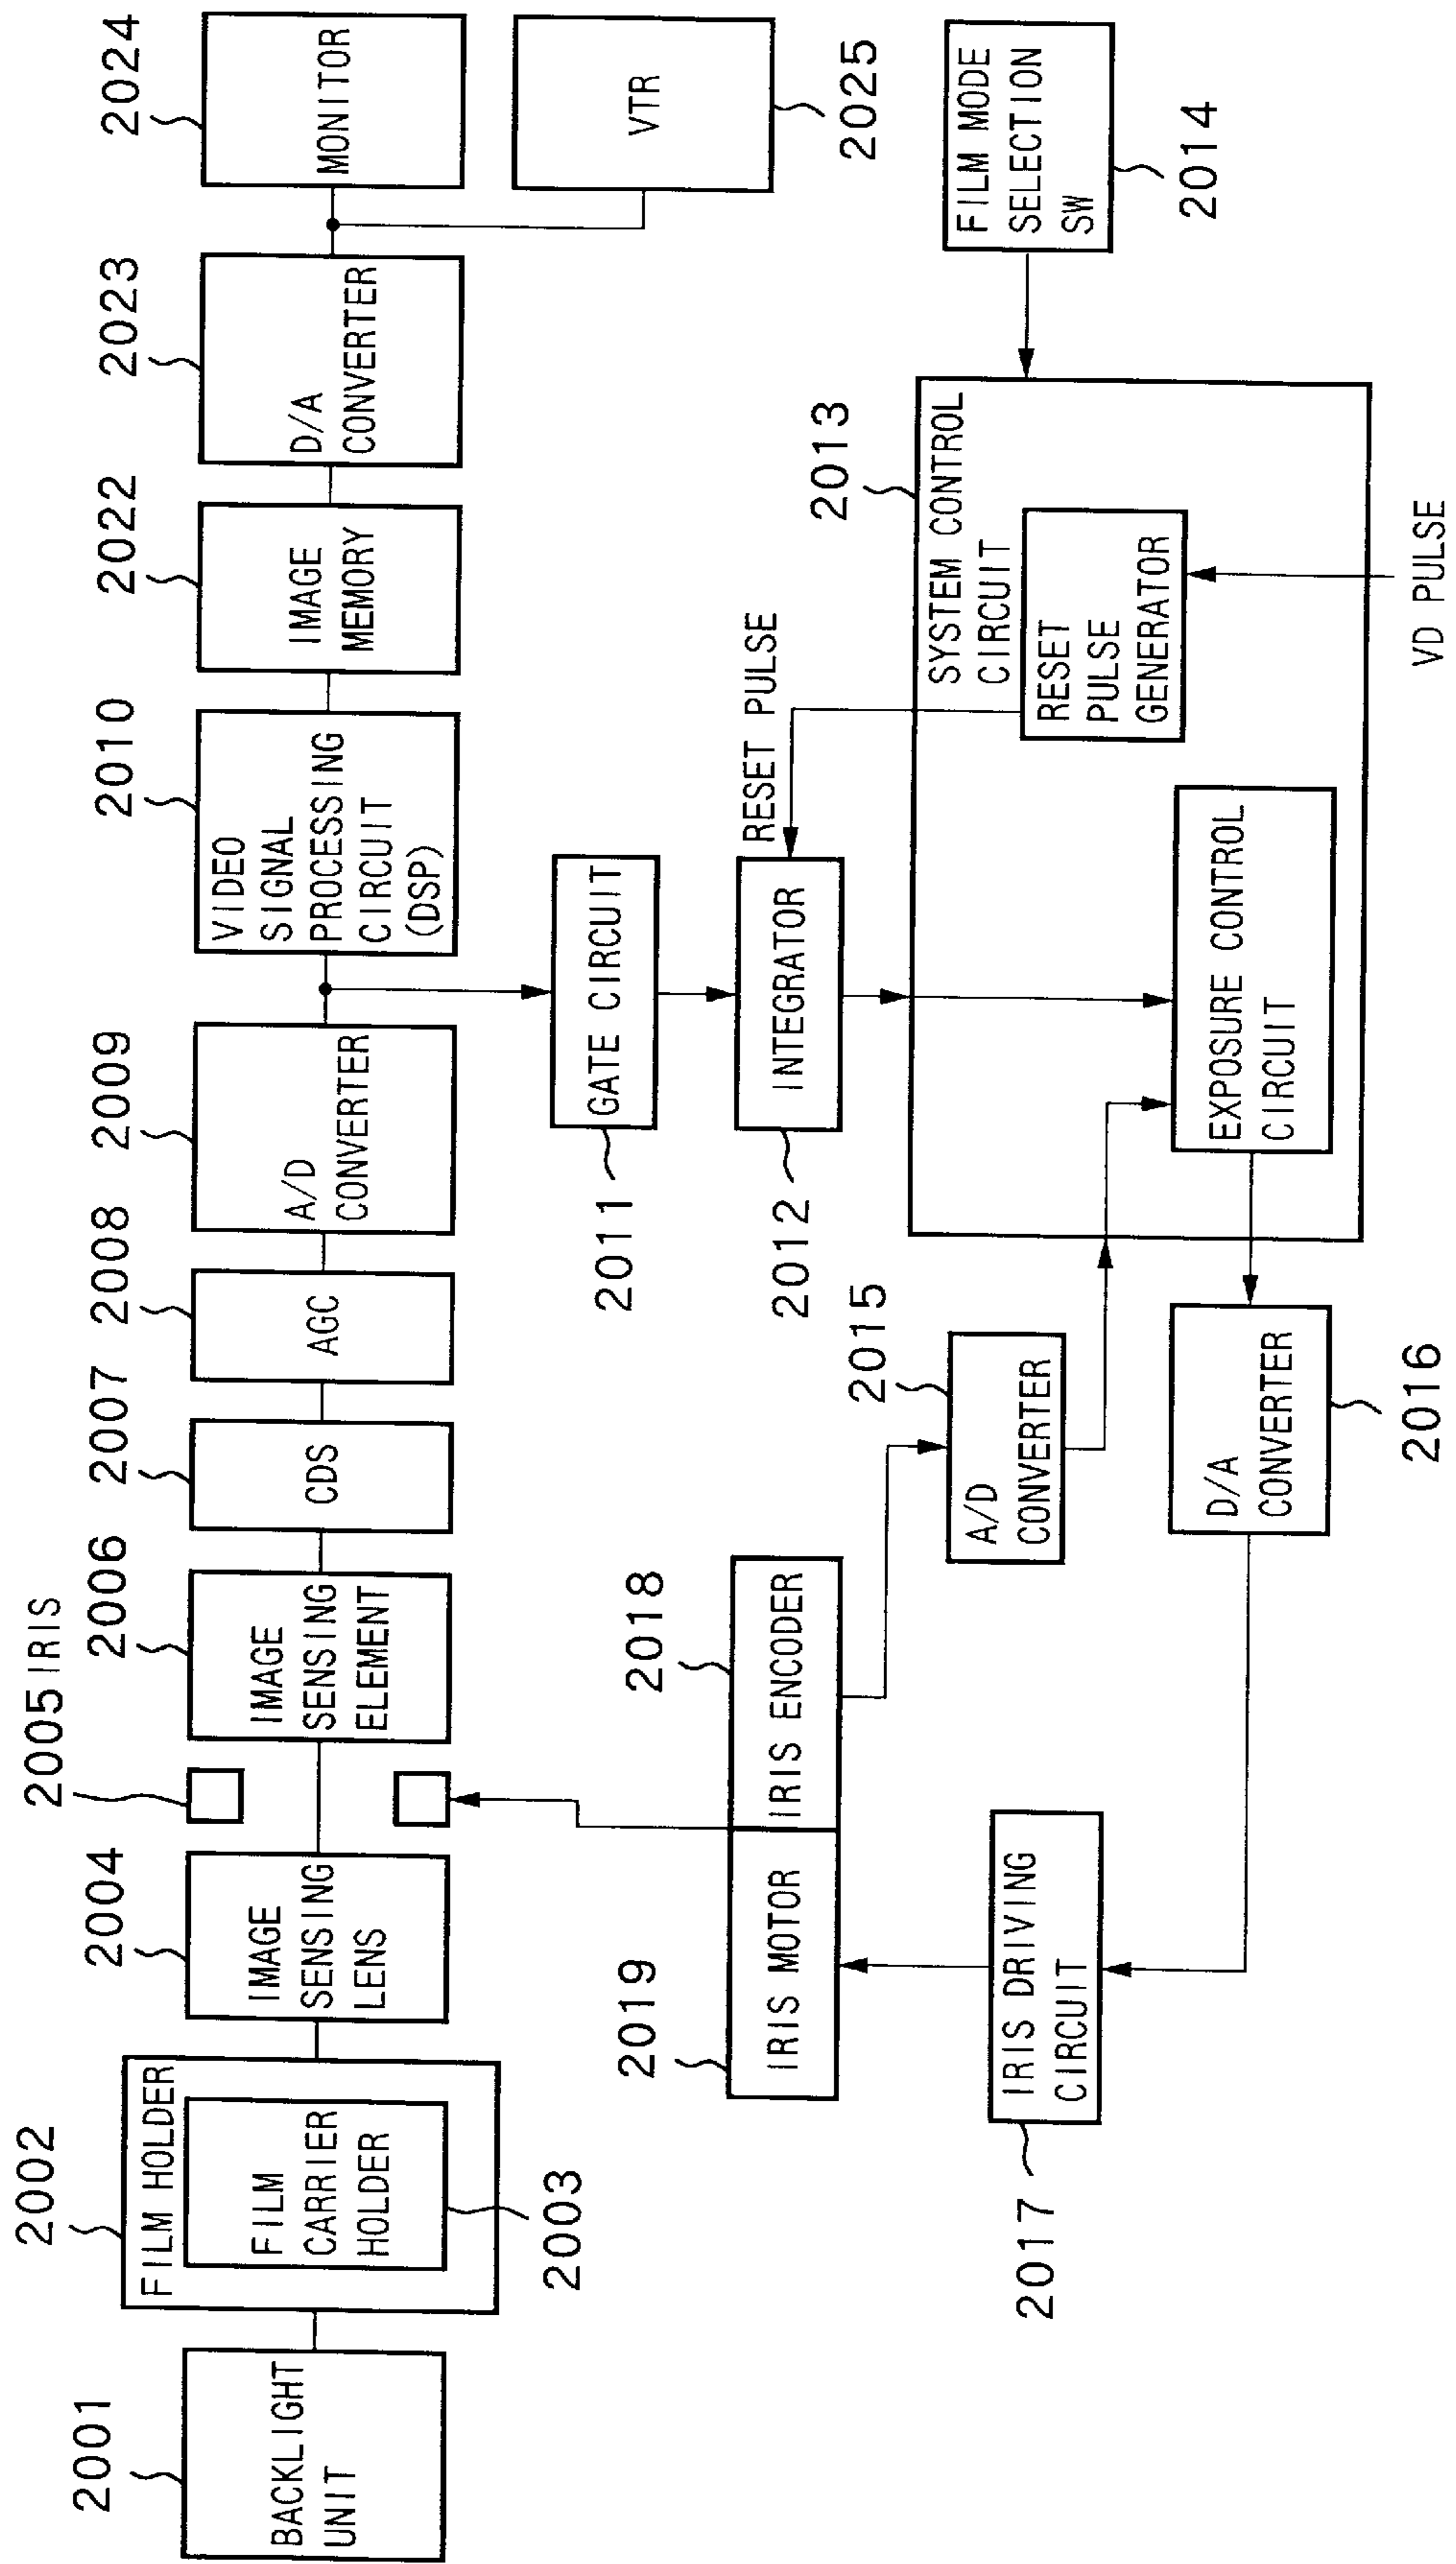 2001
BACKLIGHT
UNIT
2002
FILM HOLDER
FILM
CARRIER
HOLDER
2003
2004
IMAGE
SENSING
LENS
2005 IRIS
2006
IMAGE
SENSING
ELEMENT
2007
CDS
2008
AGC
2009
A/D
CONVERTER
2010
VIDEO
SIGNAL
PROCESSING
CIRCUIT
(DSP)
2022
IMAGE
MEMORY
2023
D/A
CONVERTER
2024
MONITOR
VTR
2025
GATE CIRCUIT
2011
RESET PULSE
INTEGRATOR
2012
2019
IRIS MOTOR
2018
IRIS ENCODER
2013
SYSTEM CONTROL
CIRCUIT
RESET
PULSE
GENERATOR
VD PULSE
EXPOSURE CONTROL
CIRCUIT
FILM MODE
SELECTION
SW
2014
2015
A/D
CONVERTER
D/A
CONVERTER
2016
IRIS DRIVING
CIRCUIT
2017